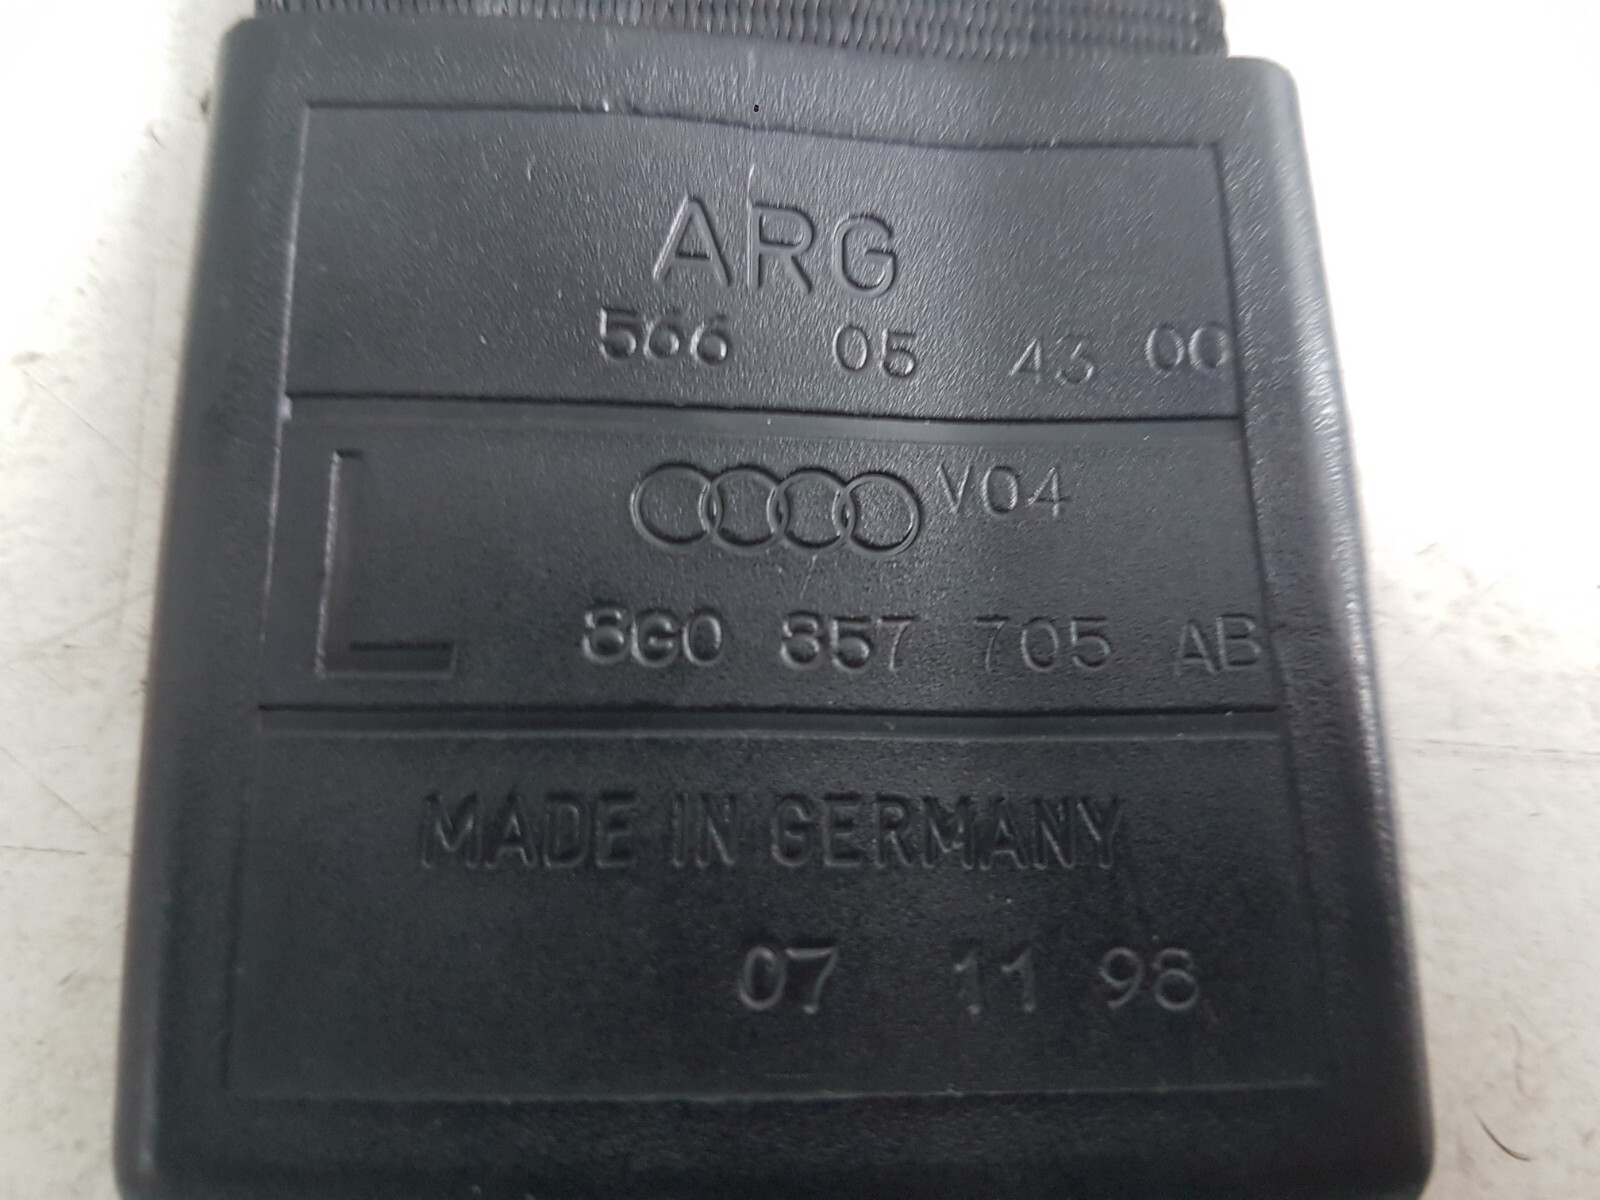 ARG
566 05 43 00
V04
L 8G0 857 705 AB
MADE IN GERMANY
07 11 98